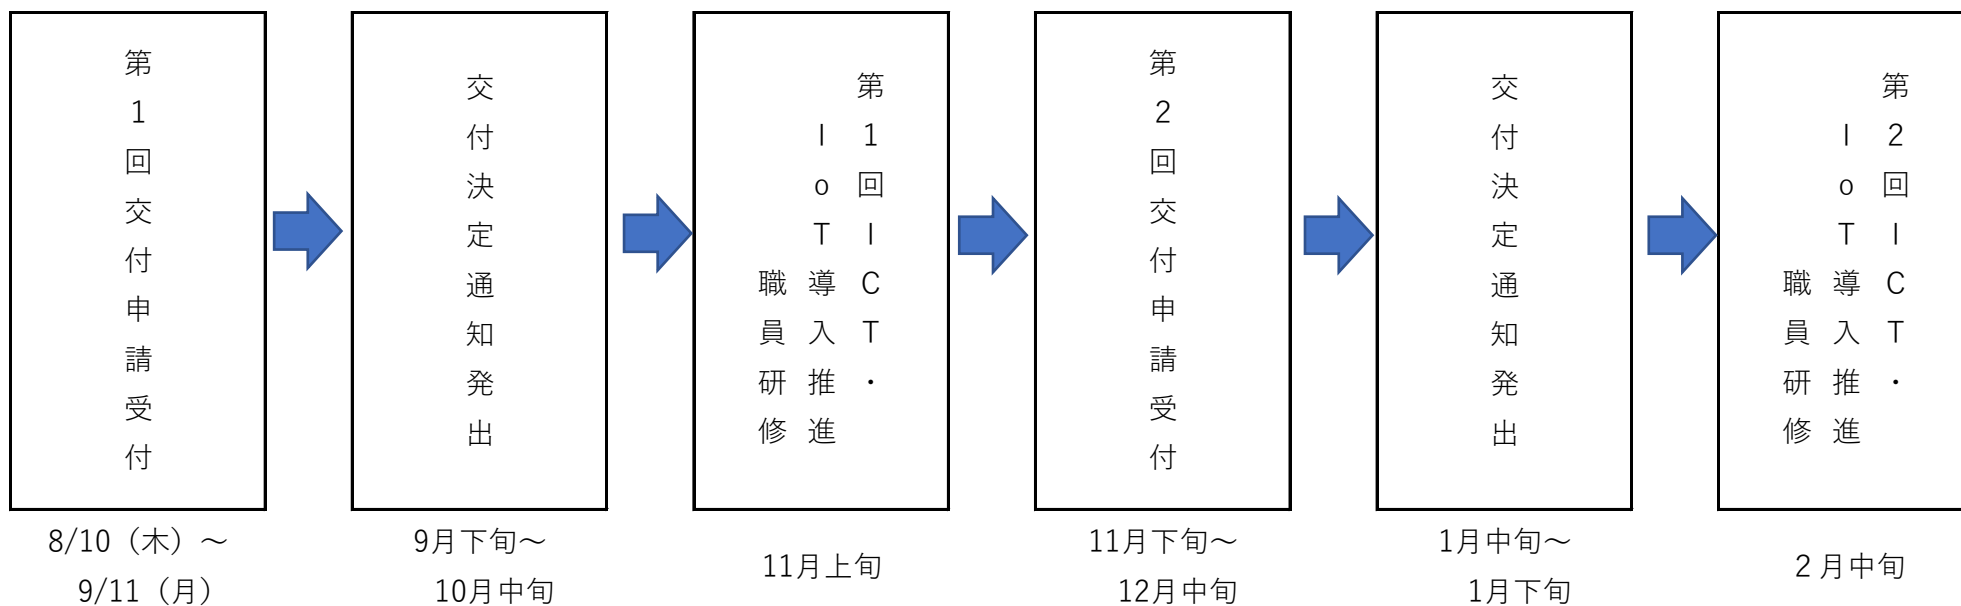 第1回交付申請受付
8/10（木）～
9/11（月）
交付決定通知発出
9月下旬～
10月中旬
第1回ICT・
IoT導入推進
職員研修
11月上旬
第2回交付申請受付
11月下旬～
12月中旬
交付決定通知発出
1月中旬～
1月下旬
第2回ICT・
IoT導入推進
職員研修
２月中旬